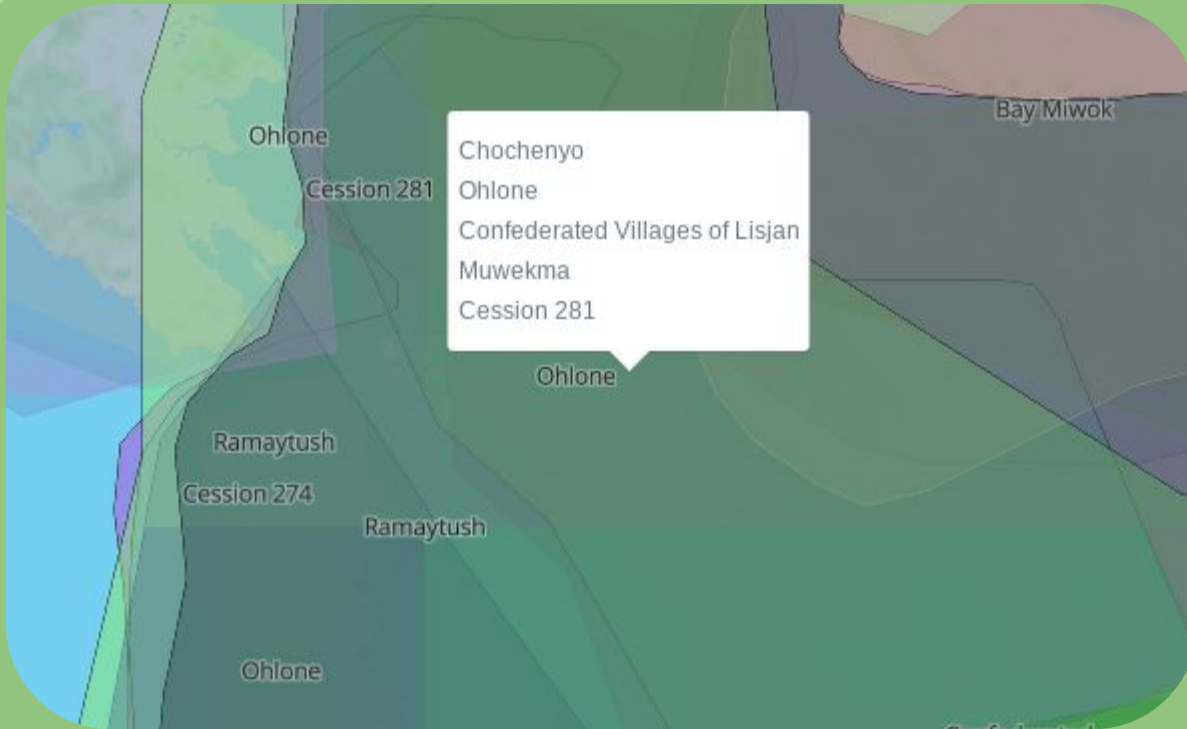 Bay Miwok
Ohlone
Cession 281
Chochenyo
Ohlone
Confederated Villages of Lisjan
Muwekma
Cession 281
Ohlone
Ramaytush
Cession 274
Ramaytush
Ohlone